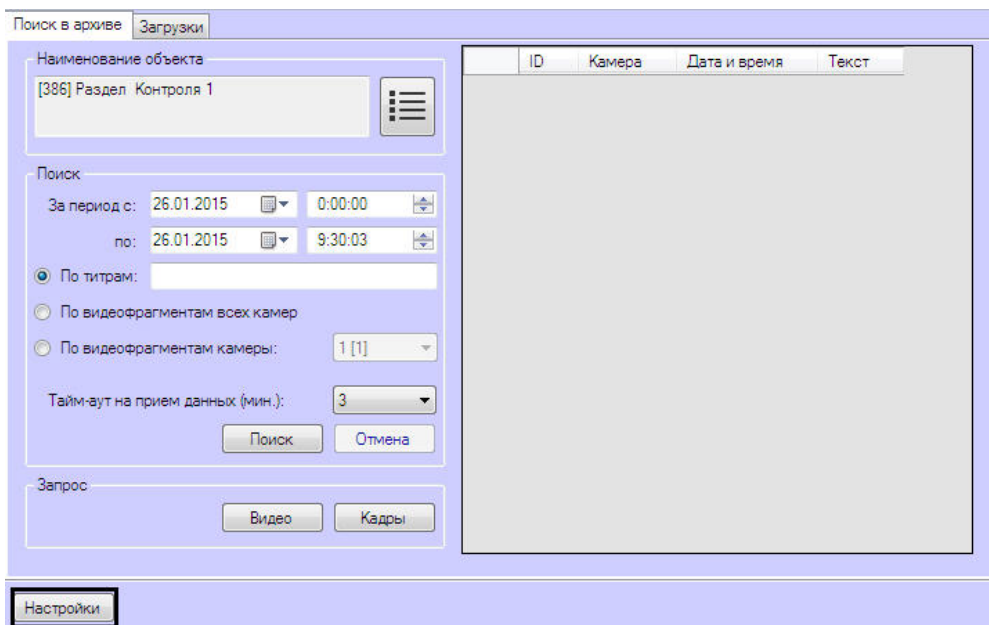 Поиск в архиве
Загрузки
Наименование объекта
[386] Раздел Контроля 1
Поиск
За период с: 26.01.2015 0:00:00
по: 26.01.2015 9:30:03
По титрам:
По видеофрагментам всех камер
По видеофрагментам камеры: 1 [1]
Тайм-аут на прием данных (мин.): 3
Поиск Отмена
Запрос
Видео Кадры
ID Камера Дата и время Текст
Настройки